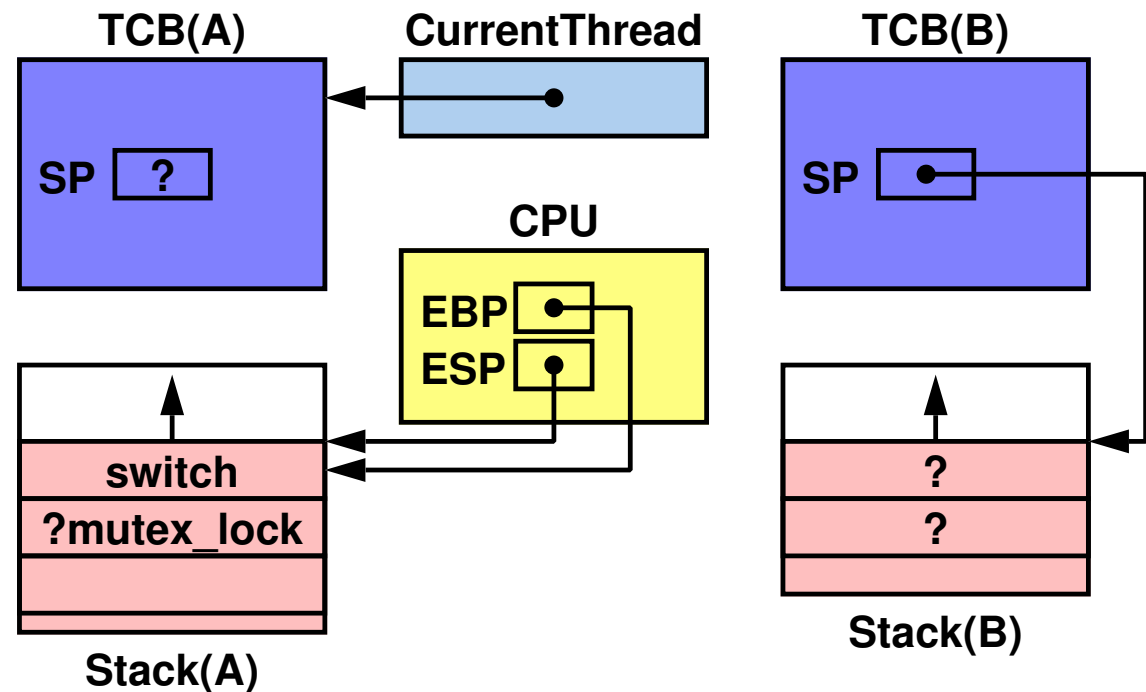 TCB(A)
CurrentThread
TCB(B)
SP ?
SP
CPU
EBP
ESP
switch
?mutex_lock
?
?
Stack(A)
Stack(B)